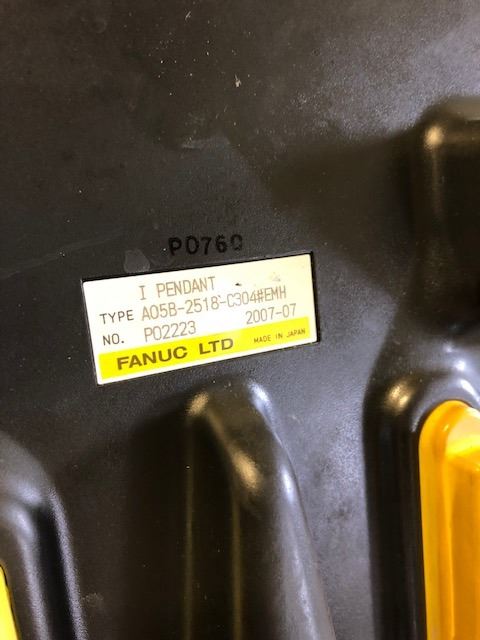 P0760
I PENDANT
TYPE A05B-2518-C304#EMH
NO. P02223 2007-07
FANUC LTD MADE IN JAPAN